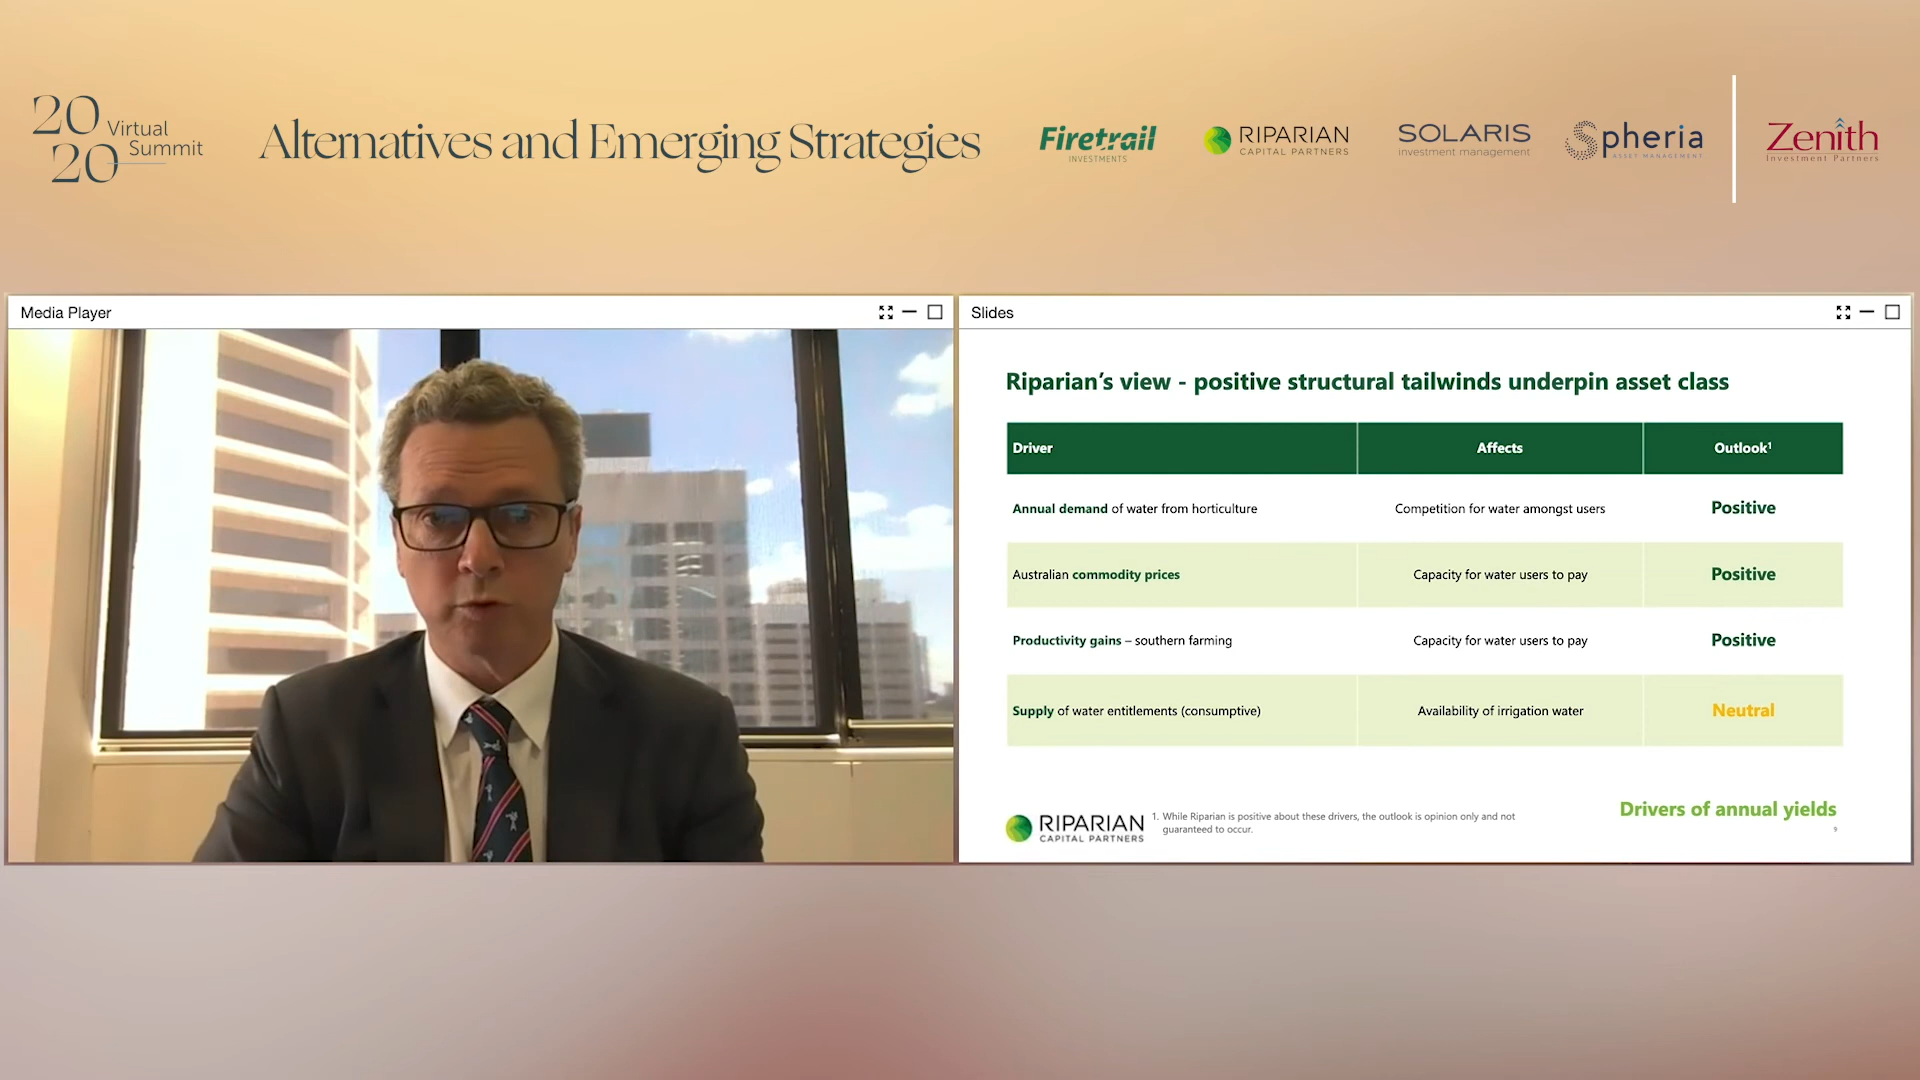 20
20
Virtual
Summit
Alternatives and Emerging Strategies
Firetrail
INVESTMENTS
RIPARIAN
CAPITAL PARTNERS
SOLARIS
investment management
Spheria
ASSET MANAGEMENT
Zenith
Investment Partners
Media Player
Slides
Riparian’s view - positive structural tailwinds underpin asset class
Driver Affects Outlook¹
Annual demand of water from horticulture Competition for water amongst users Positive
Australian commodity prices Capacity for water users to pay Positive
Productivity gains – southern farming Capacity for water users to pay Positive
Supply of water entitlements (consumptive) Availability of irrigation water Neutral
RIPARIAN
CAPITAL PARTNERS
1. While Riparian is positive about these drivers, the outlook is opinion only and not
guaranteed to occur.
Drivers of annual yields
9